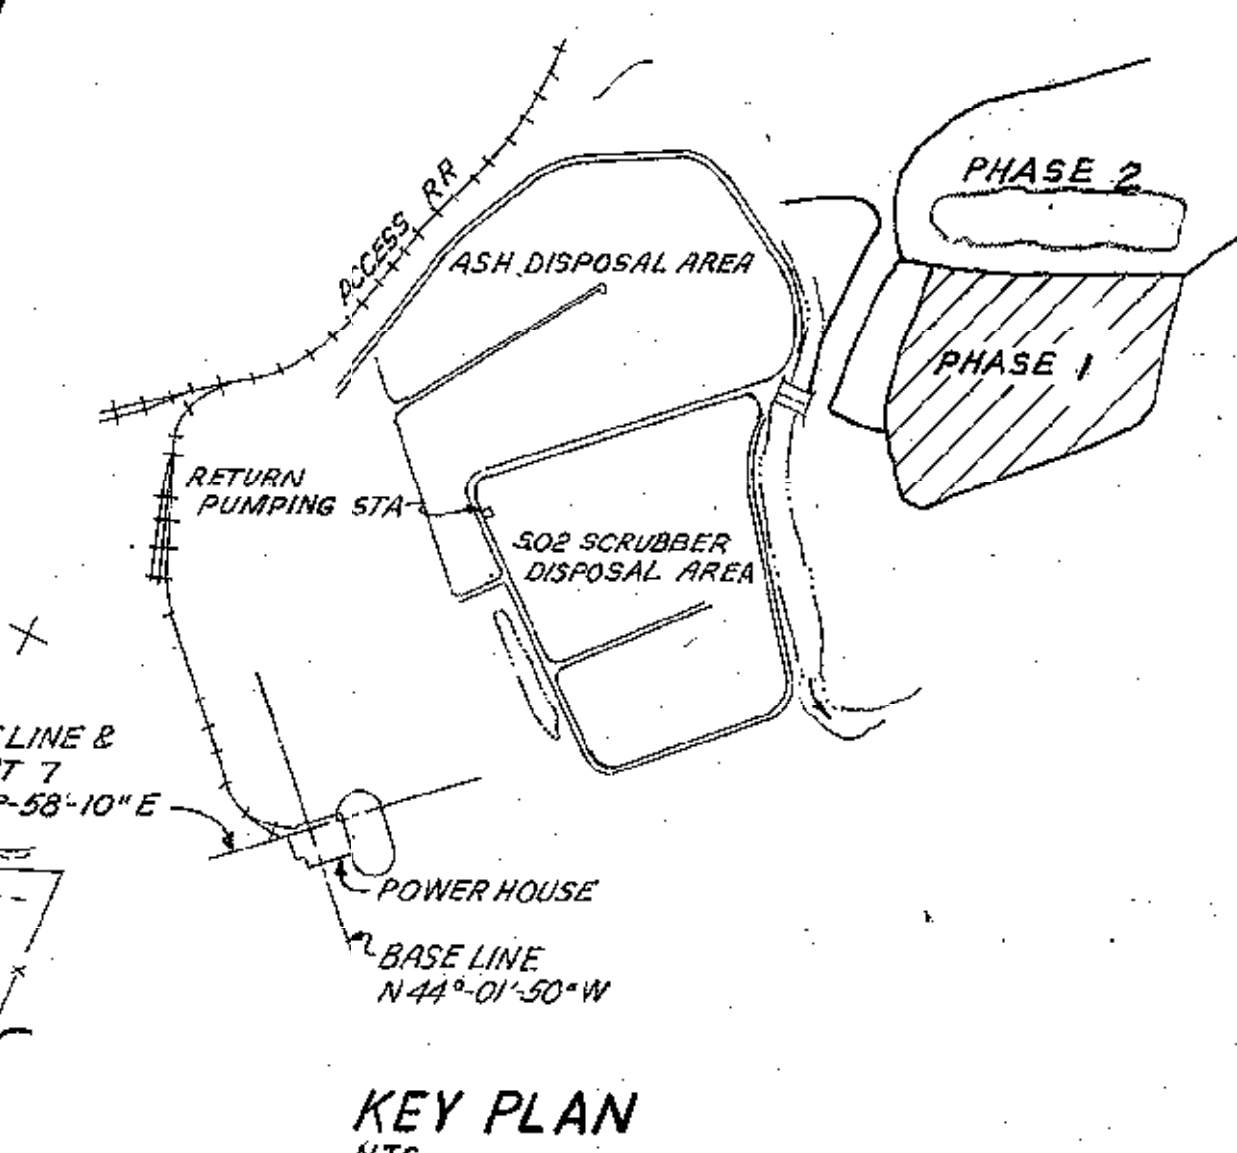 PHASE 2
ACCESS RR
ASH DISPOSAL AREA
PHASE 1
RETURN
PUMPING STA
SO2 SCRUBBER
DISPOSAL AREA
LINE &
7
-58'-10" E
POWER HOUSE
BASE LINE
N 44°-01'-50" W
KEY PLAN
NTS